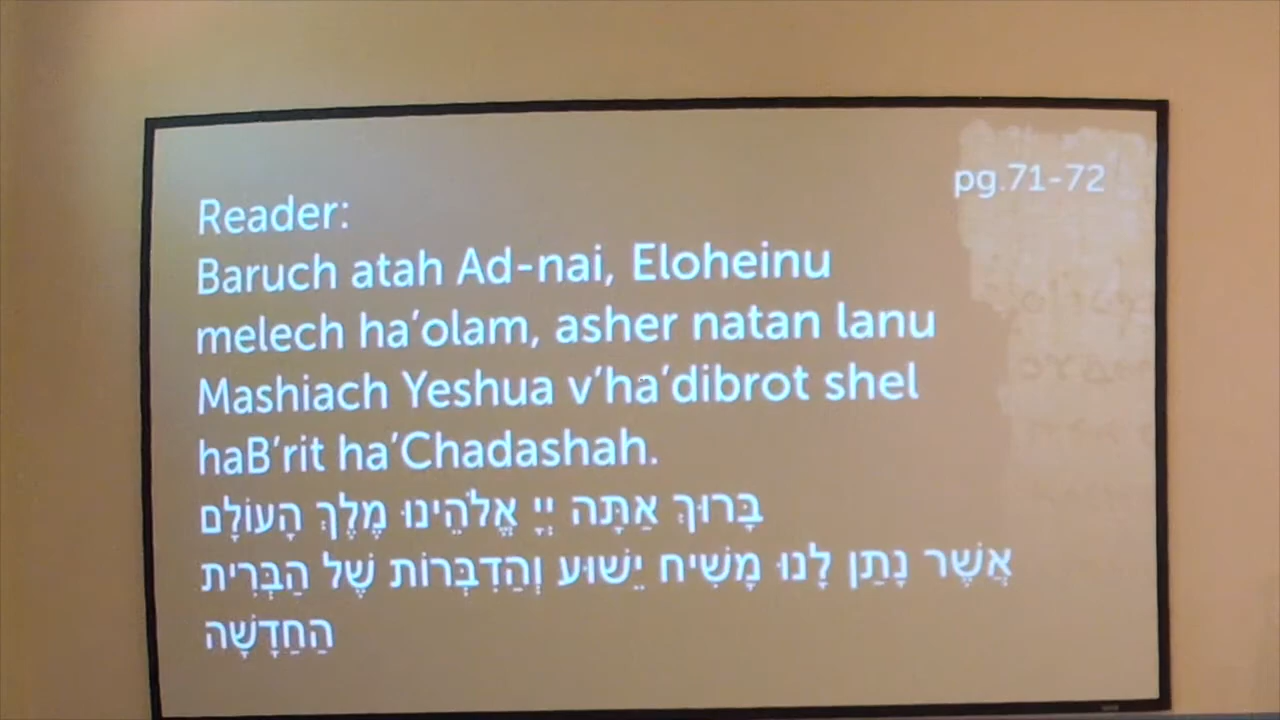 pg.71-72
Reader:
Baruch atah Ad-nai, Eloheinu
melech ha’olam, asher natan lanu
Mashiach Yeshua v’ha’dibrot shel
haB’rit ha’Chadashah.
בָּרוּךְ אַתָּה יְיָ אֱלֹהֵינוּ מֶלֶךְ הָעוֹלָם
אֲשֶׁר נָתַן לָנוּ מָשִׁיחַ יֵשׁוּעַ וְהַדִבְּרוֹת שֶׁל הַבְּרִית
הַחַדָשָׁה